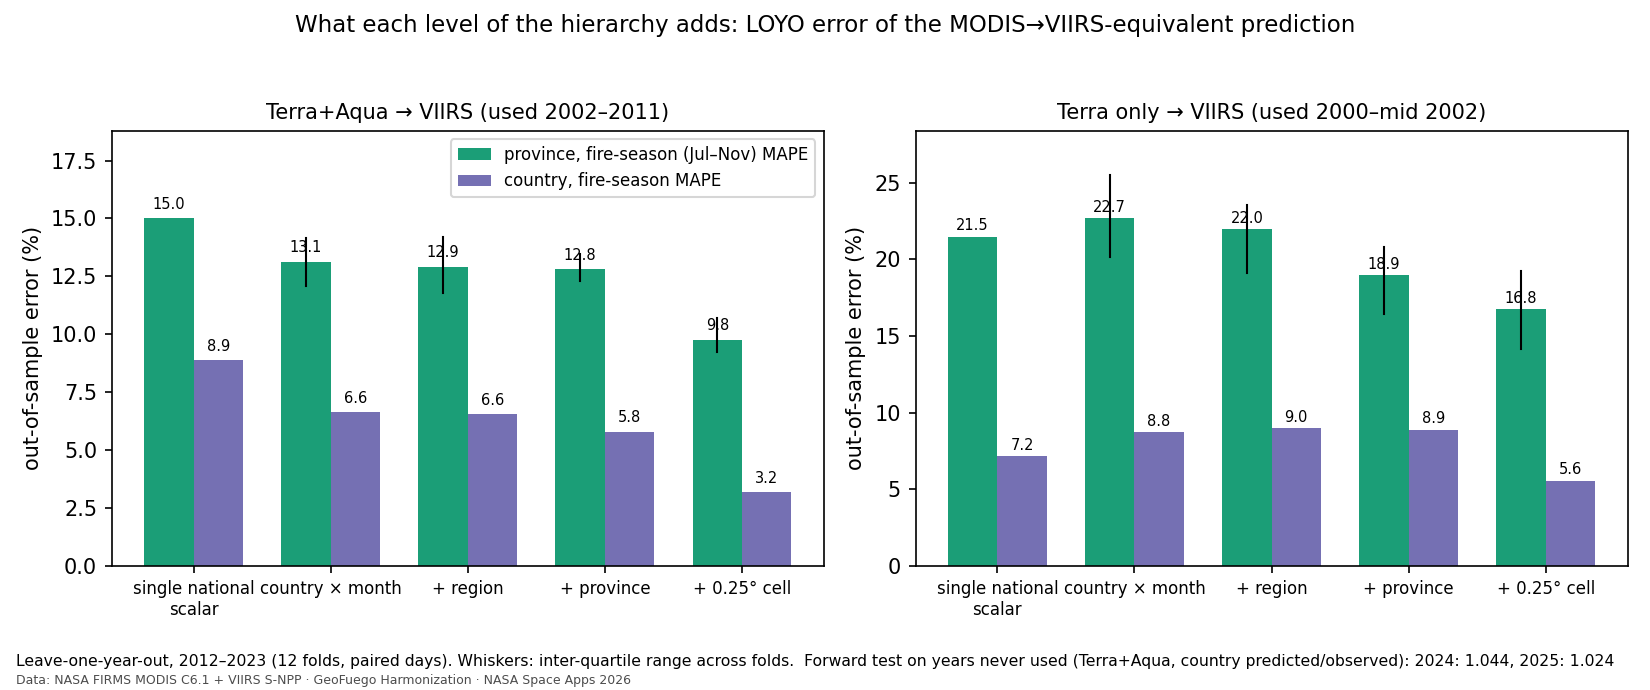 What each level of the hierarchy adds: LOYO error of the MODIS→VIIRS-equivalent prediction
Terra+Aqua → VIIRS (used 2002–2011)
province, fire-season (Jul–Nov) MAPE
country, fire-season MAPE
out-of-sample error (%)
17.5
15.0
12.5
10.0
7.5
5.0
2.5
0.0
15.0
8.9
13.1
6.6
12.9
6.6
12.8
5.8
9.8
3.2
single national
scalar
country × month
+ region
+ province
+ 0.25° cell
Terra only → VIIRS (used 2000–mid 2002)
out-of-sample error (%)
25
20
15
10
5
0
21.5
7.2
22.7
8.8
22.0
9.0
18.9
8.9
16.8
5.6
single national
scalar
country × month
+ region
+ province
+ 0.25° cell
Leave-one-year-out, 2012–2023 (12 folds, paired days). Whiskers: inter-quartile range across folds.  Forward test on years never used (Terra+Aqua, country predicted/observed): 2024: 1.044, 2025: 1.024
Data: NASA FIRMS MODIS C6.1 + VIIRS S-NPP · GeoFuego Harmonization · NASA Space Apps 2026